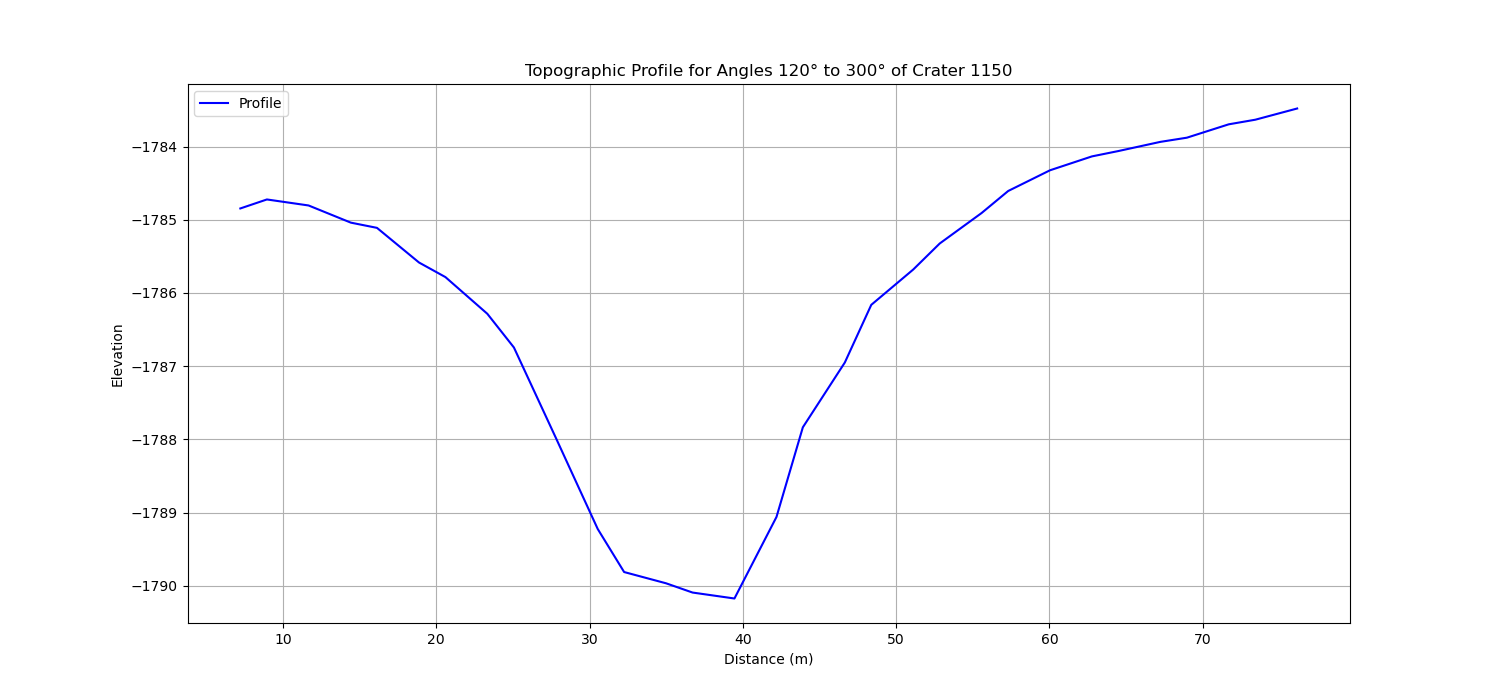 Topographic Profile for Angles 120° to 300° of Crater 1150
Profile
Elevation
−1784
−1785
−1786
−1787
−1788
−1789
−1790
10 20 30 40 50 60 70
Distance (m)